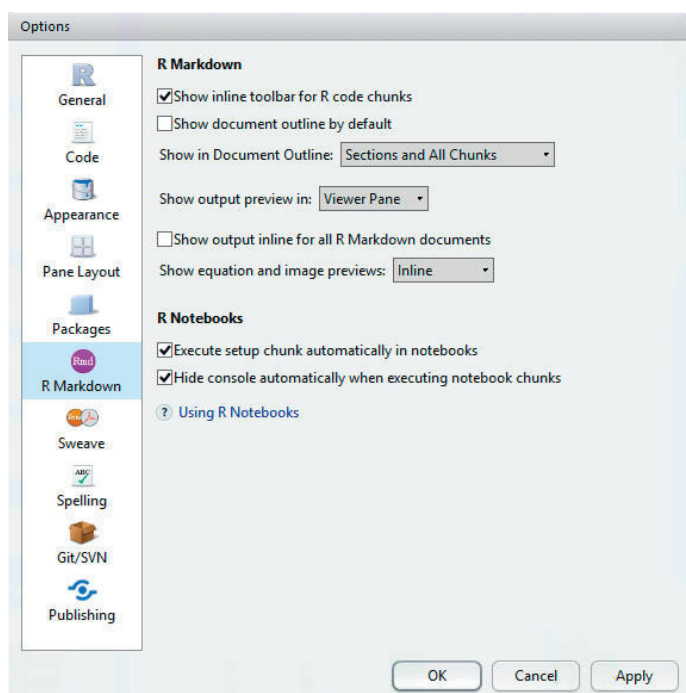 Options
R
General
Code
Appearance
Pane Layout
Packages
Rmd
R Markdown
Sweave
ABC
Spelling
Git/SVN
Publishing
R Markdown
Show inline toolbar for R code chunks
Show document outline by default
Show in Document Outline: Sections and All Chunks
Show output preview in: Viewer Pane
Show output inline for all R Markdown documents
Show equation and image previews: Inline
R Notebooks
Execute setup chunk automatically in notebooks
Hide console automatically when executing notebook chunks
? Using R Notebooks
OK Cancel Apply